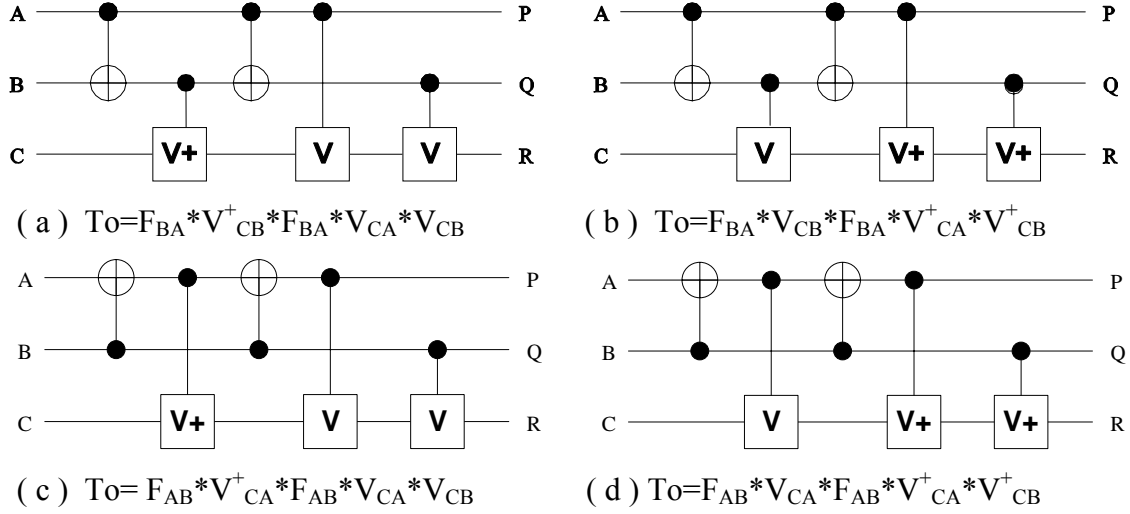 A P
B Q
C V+ V V R
( a ) To=F_BA*V⁺_CB*F_BA*V_CA*V_CB
A P
B Q
C V V+ V+ R
( b ) To=F_BA*V_CB*F_BA*V⁺_CA*V⁺_CB
A P
B Q
C V+ V V R
( c ) To= F_AB*V⁺_CA*F_AB*V_CA*V_CB
A P
B Q
C V V+ V+ R
( d ) To=F_AB*V_CA*F_AB*V⁺_CA*V⁺_CB